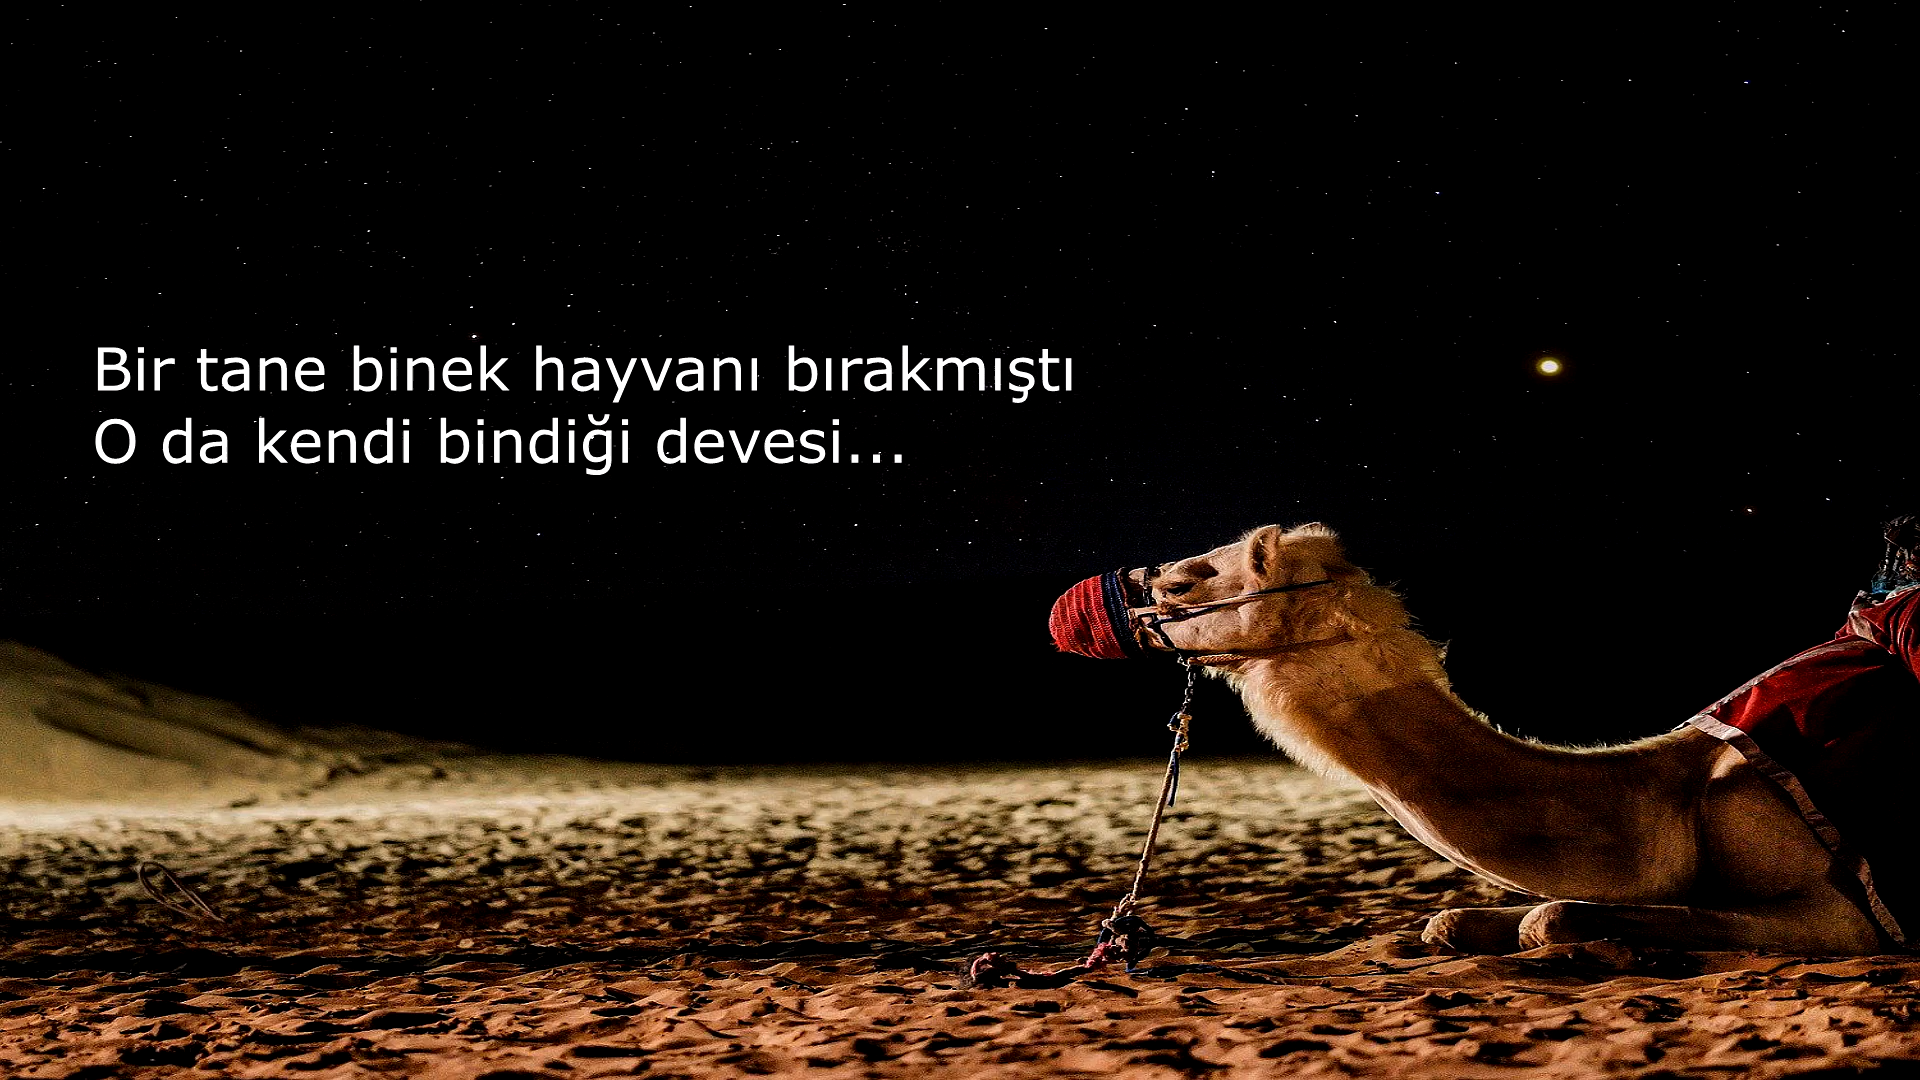 Bir tane binek hayvanı bırakmıştı
O da kendi bindiği devesi...